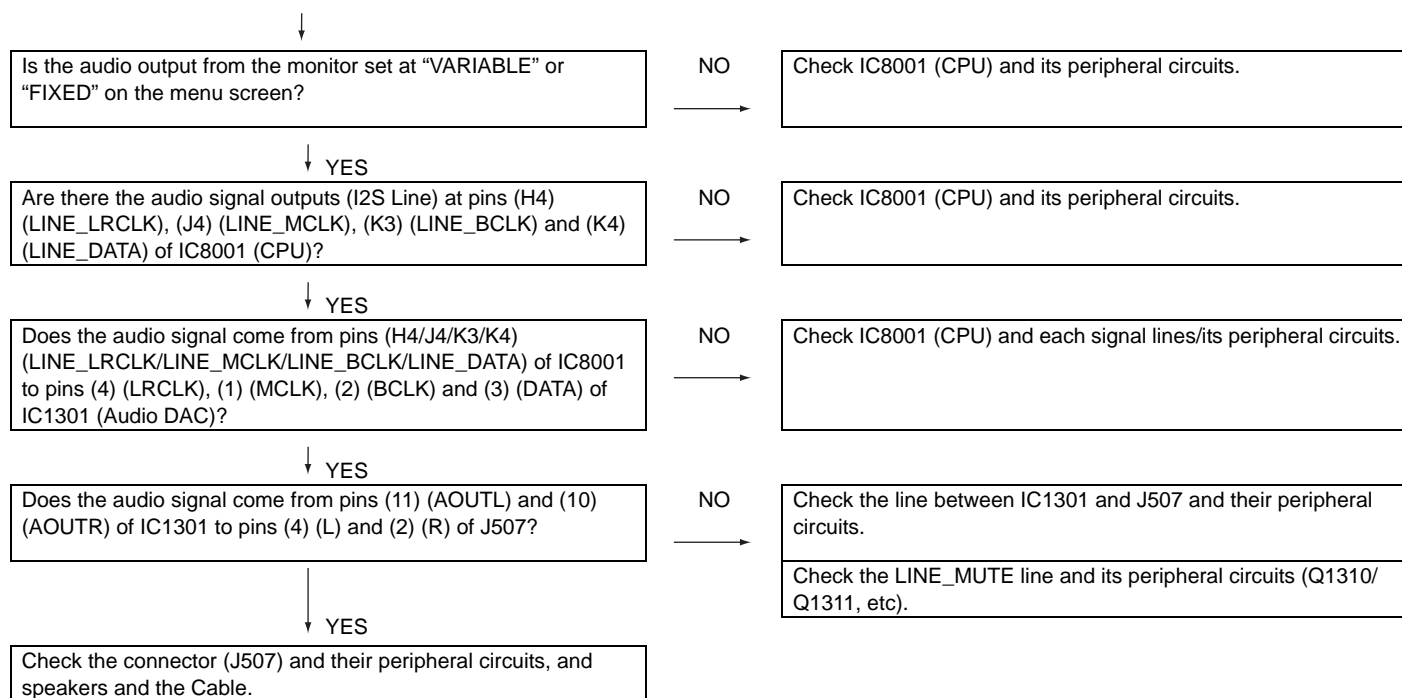 Is the audio output from the monitor set at “VARIABLE” or
“FIXED” on the menu screen?
NO
Check IC8001 (CPU) and its peripheral circuits.
YES
Are there the audio signal outputs (I2S Line) at pins (H4)
(LINE_LRCLK), (J4) (LINE_MCLK), (K3) (LINE_BCLK) and (K4)
(LINE_DATA) of IC8001 (CPU)?
NO
Check IC8001 (CPU) and its peripheral circuits.
YES
Does the audio signal come from pins (H4/J4/K3/K4)
(LINE_LRCLK/LINE_MCLK/LINE_BCLK/LINE_DATA) of IC8001
to pins (4) (LRCLK), (1) (MCLK), (2) (BCLK) and (3) (DATA) of
IC1301 (Audio DAC)?
NO
Check IC8001 (CPU) and each signal lines/its peripheral circuits.
YES
Does the audio signal come from pins (11) (AOUTL) and (10)
(AOUTR) of IC1301 to pins (4) (L) and (2) (R) of J507?
NO
Check the line between IC1301 and J507 and their peripheral
circuits.
Check the LINE_MUTE line and its peripheral circuits (Q1310/
Q1311, etc).
YES
Check the connector (J507) and their peripheral circuits, and
speakers and the Cable.